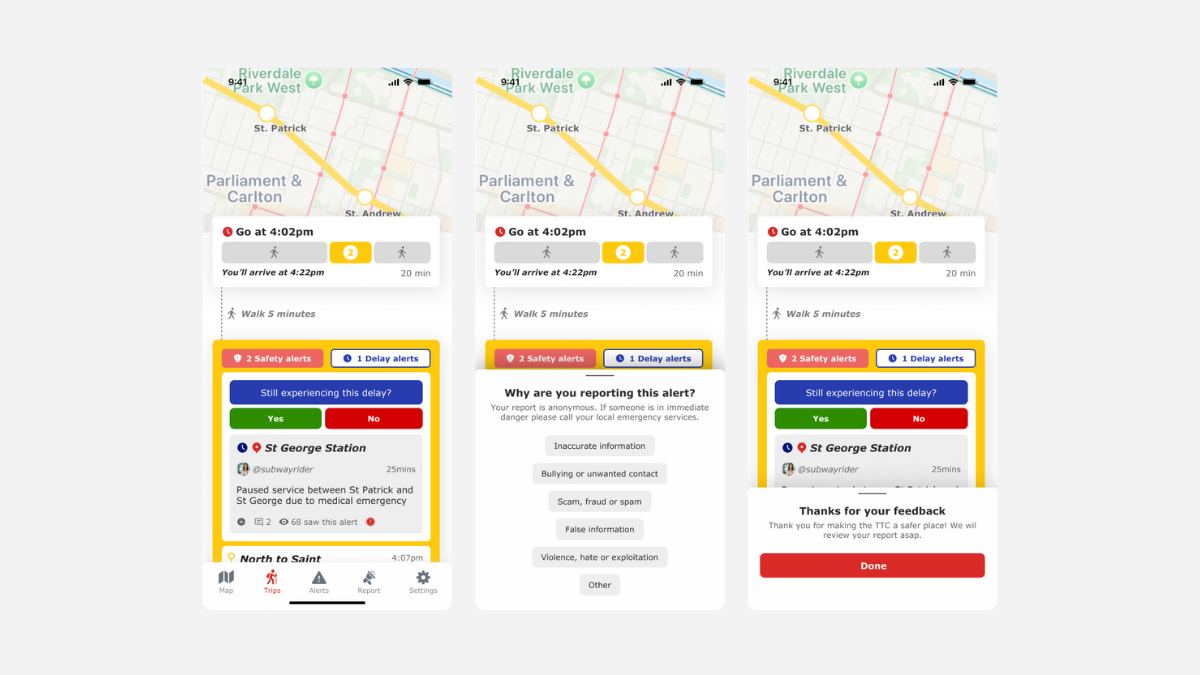 9:41
Riverdale
Park West
St. Patrick
Parliament &
Carlton
St. Andrew
Go at 4:02pm
2
You'll arrive at 4:22pm
20 min
Walk 5 minutes
2 Safety alerts
1 Delay alerts
Still experiencing this delay?
Yes
No
St George Station
@subwayrider
25mins
Paused service between St Patrick and
St George due to medical emergency
2
68 saw this alert
North to Saint
4:07pm
Map
Trips
Alerts
Report
Settings
9:41
Riverdale
Park West
St. Patrick
Parliament &
Carlton
St. Andrew
Go at 4:02pm
2
You'll arrive at 4:22pm
20 min
Walk 5 minutes
2 Safety alerts
1 Delay alerts
Why are you reporting this alert?
Your report is anonymous. If someone is in immediate
danger please call your local emergency services.
Inaccurate information
Bullying or unwanted contact
Scam, fraud or spam
False information
Violence, hate or exploitation
Other
9:41
Riverdale
Park West
St. Patrick
Parliament &
Carlton
St. Andrew
Go at 4:02pm
2
You'll arrive at 4:22pm
20 min
Walk 5 minutes
2 Safety alerts
1 Delay alerts
Still experiencing this delay?
Yes
No
St George Station
@subwayrider
25mins
Thanks for your feedback
Thank you for making the TTC a safer place! We will
review your report asap.
Done